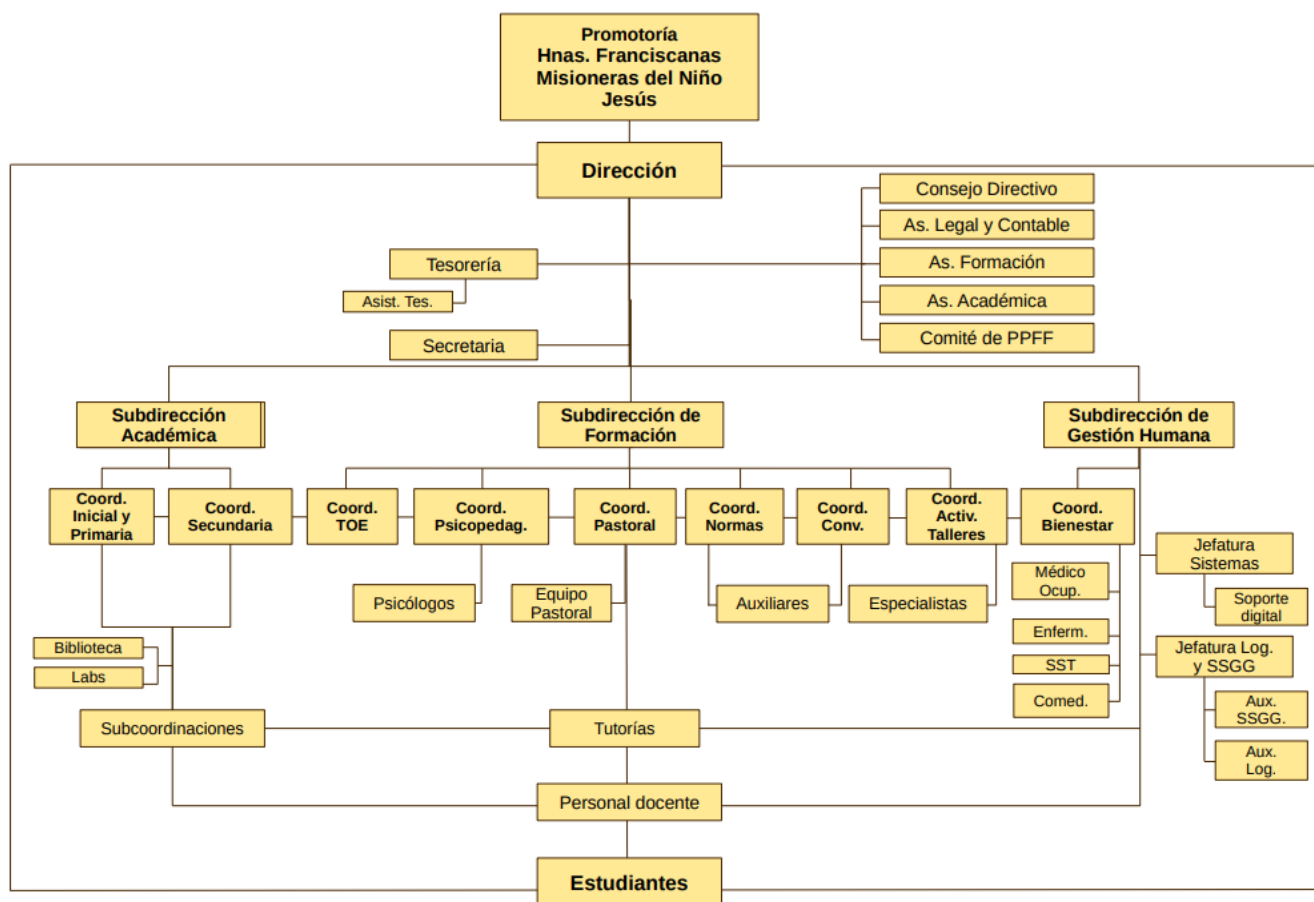 Promotoría
Hnas. Franciscanas
Misioneras del Niño
Jesús
Dirección
Consejo Directivo
As. Legal y Contable
Tesorería
As. Formación
Asist. Tes.
As. Académica
Secretaria
Comité de PPFF
Subdirección
Académica
Subdirección de
Formación
Subdirección de
Gestión Humana
Coord.
Inicial y
Primaria
Coord.
Secundaria
Coord.
TOE
Coord.
Psicopedag.
Coord.
Pastoral
Coord.
Normas
Coord.
Conv.
Coord.
Activ.
Talleres
Coord.
Bienestar
Jefatura
Sistemas
Psicólogos
Equipo
Pastoral
Auxiliares
Especialistas
Médico
Ocup.
Soporte
digital
Enferm.
Biblioteca
Labs
SST
Jefatura Log.
y SSGG
Comed.
Aux.
SSGG.
Subcoordinaciones
Tutorías
Aux.
Log.
Personal docente
Estudiantes